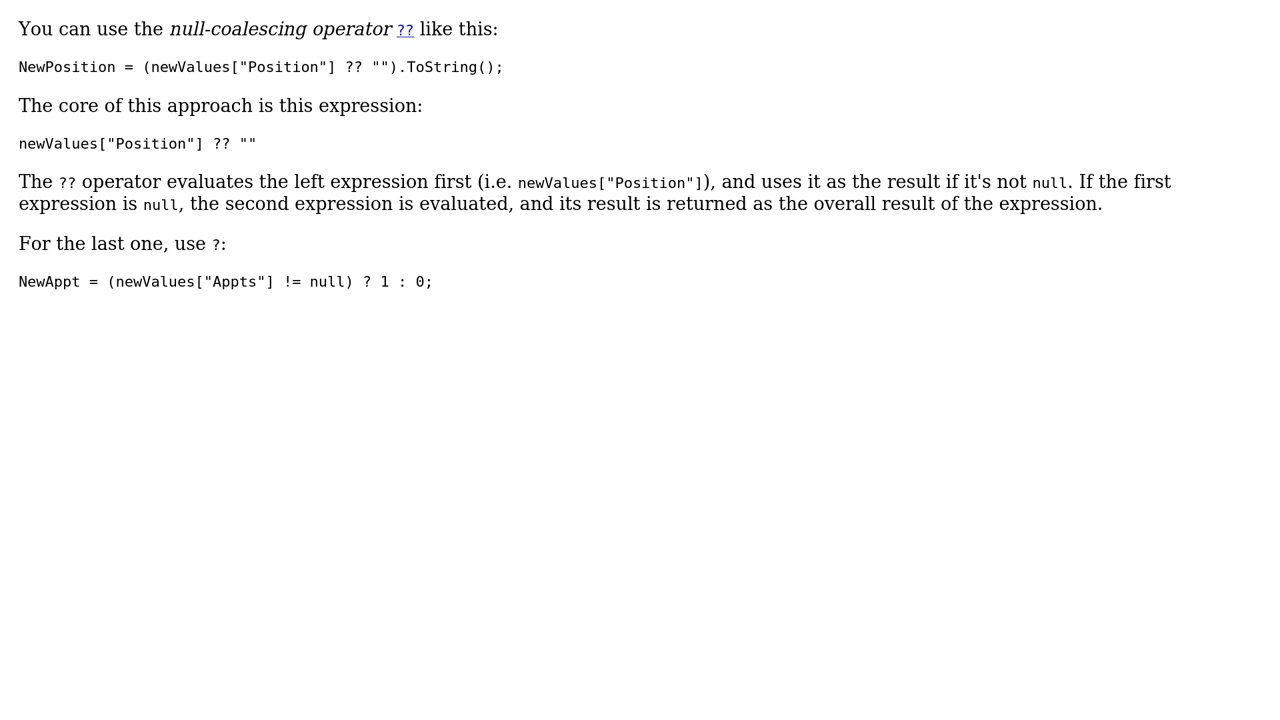 You can use the null-coalescing operator ?? like this:
NewPosition = (newValues["Position"] ?? "").ToString();
The core of this approach is this expression:
newValues["Position"] ?? ""
The ?? operator evaluates the left expression first (i.e. newValues["Position"]), and uses it as the result if it's not null. If the first
expression is null, the second expression is evaluated, and its result is returned as the overall result of the expression.
For the last one, use ?:
NewAppt = (newValues["Appts"] != null) ? 1 : 0;